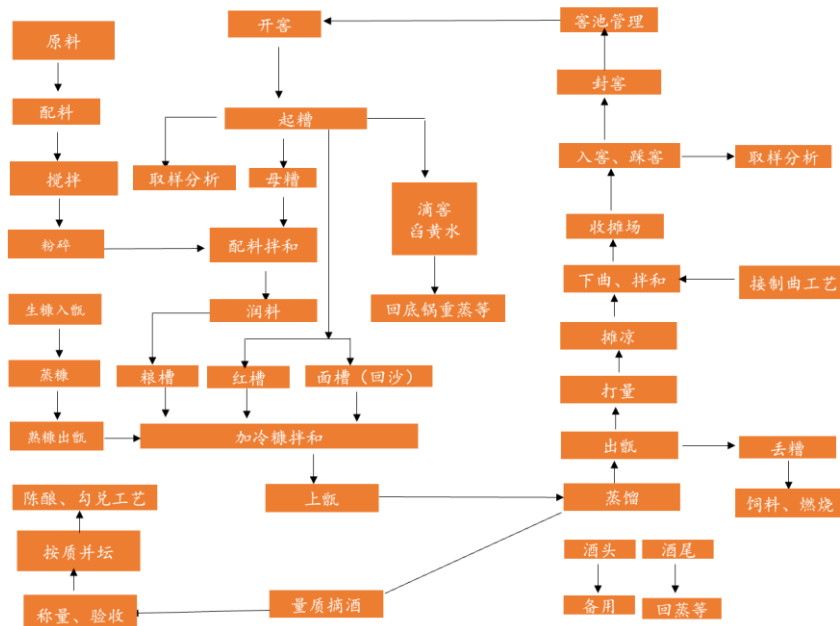 开窖
窖池管理
原料
封窖
配料
起糟
入窖、踩窖
取样分析
搅拌
取样分析
母糟
滴窖
舀黄水
收摊场
粉碎
配料拌和
下曲、拌和
接制曲工艺
生糠入甑
润料
回底锅重蒸等
摊凉
蒸糠
粮槽
红槽
面槽（回沙）
打量
熟糠出甑
加冷糠拌和
出甑
丢糟
陈酿、勾兑工艺
上甑
蒸馏
饲料、燃烧
按质并坛
酒头
酒尾
称量、验收
量质摘酒
备用
回蒸等